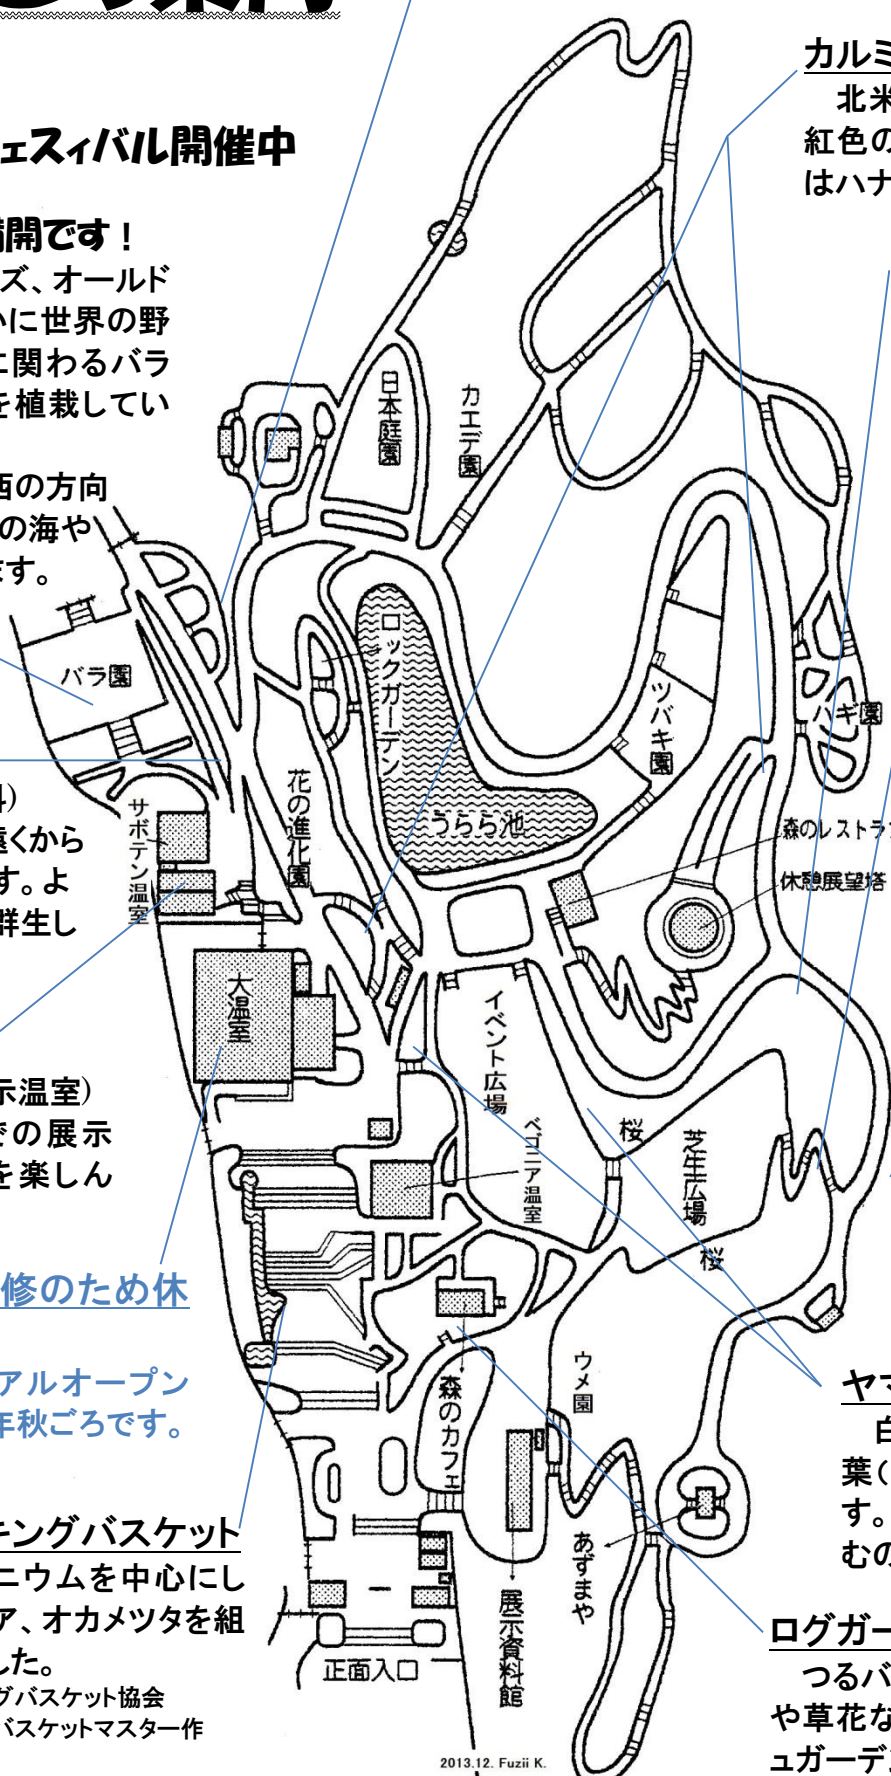 ェスィバル開催中
開です！
ズ、オールド
いに世界の野
に関わるバラ
を植栽してい
西の方向
の海や
ます。
カルミ
北米
紅色の
はハナ
日本庭園
カエデ園
ロックガーデン
バラ園
ツバキ園
ハギ園
うらら池
花の進化園
サボテン温室
森のレストラン
休憩展望塔
遠くから
す。よ
群生し
大温室
イベント広場
示温室）
での展示
を楽しん
ベゴニア温室
桜
芝生広場
桜
修のため休
アルオープン
年秋ごろです。
ウメ園
森のカフェ
ヤマ
白
葉（
す。
むの
キングバスケット
ニウムを中心にし
ア、オカメツタを組
した。
グバスケット協会
バスケットマスター作
あずまや
展示資料館
正面入口
ログガー
つるバ
や草花な
ュガーデン
2013.12. Fuzii K.